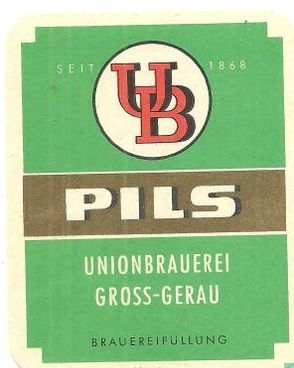 SEIT 1868
UB
PILS
UNIONBRAUEREI
GROSS-GERAU
BRAUEREIFÜLLUNG